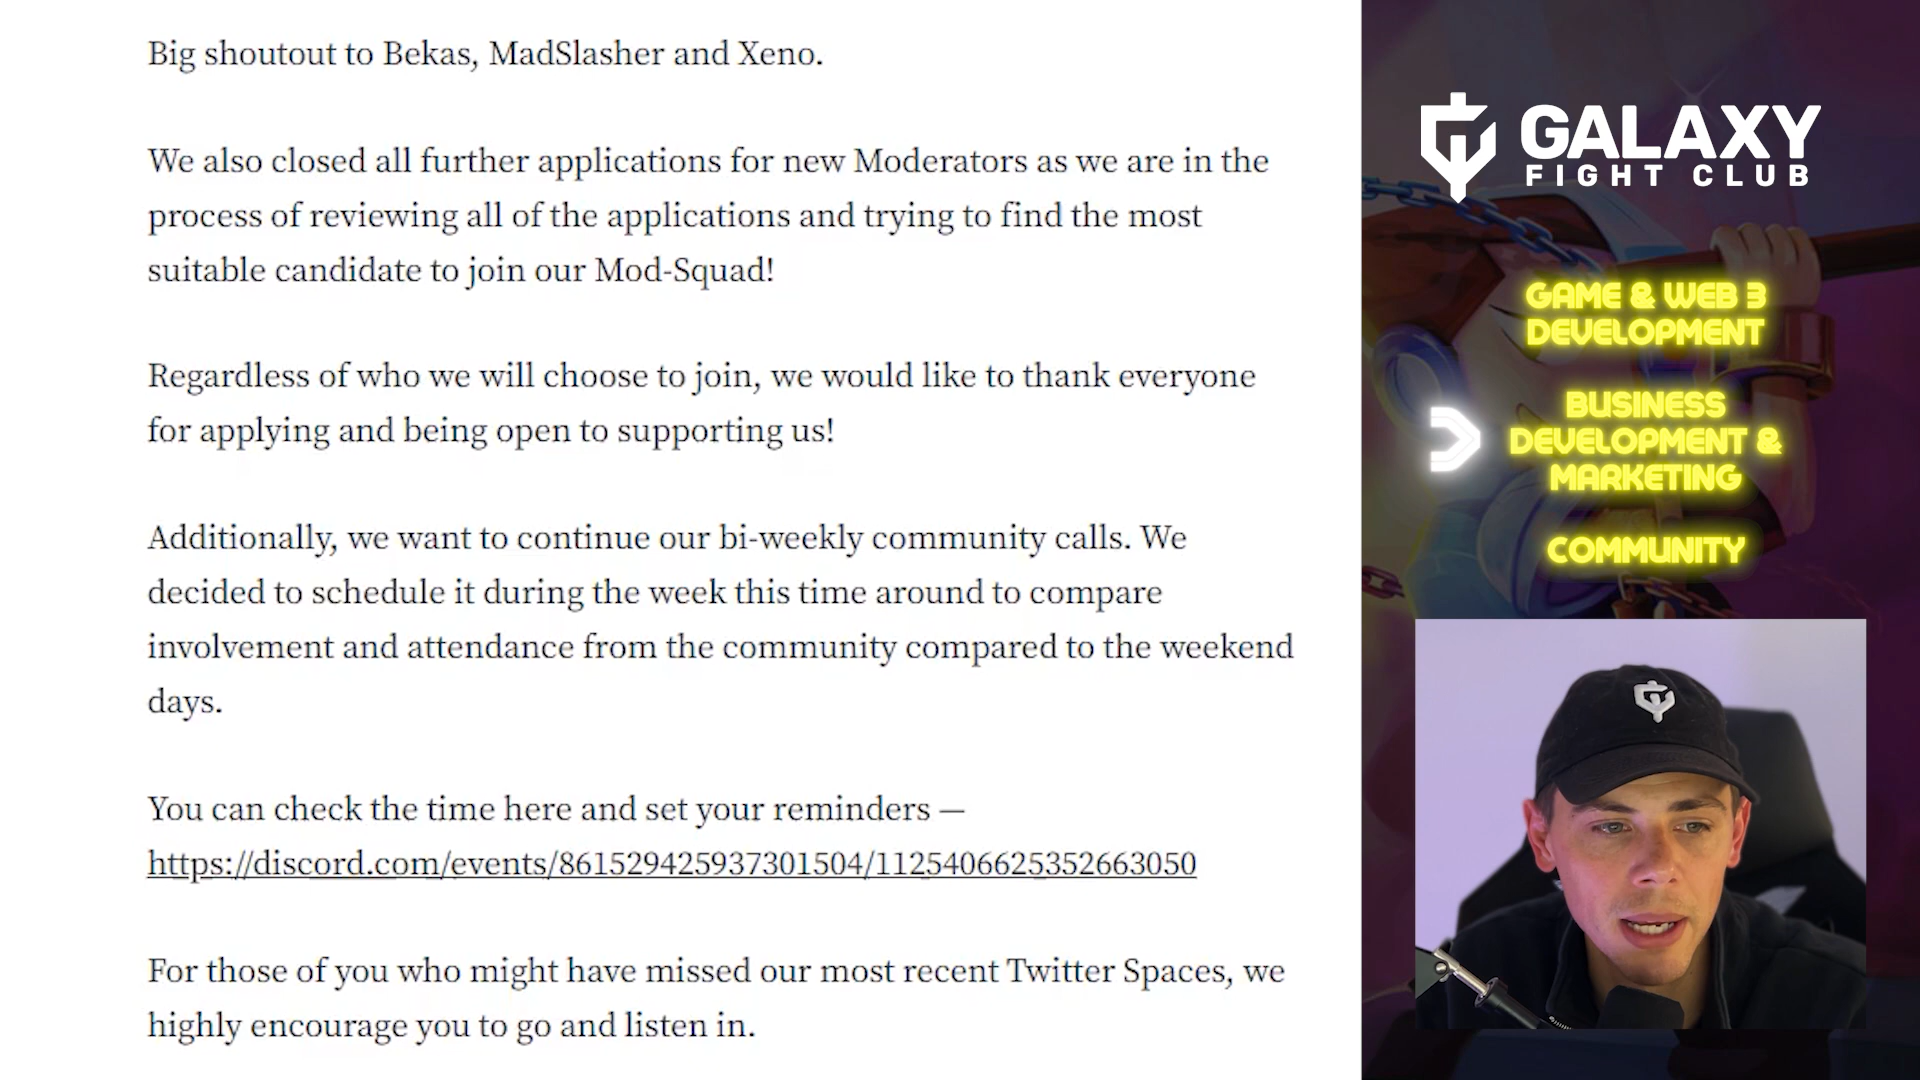 Big shoutout to Bekas, MadSlasher and Xeno.
We also closed all further applications for new Moderators as we are in the
process of reviewing all of the applications and trying to find the most
suitable candidate to join our Mod-Squad!
Regardless of who we will choose to join, we would like to thank everyone
for applying and being open to supporting us!
Additionally, we want to continue our bi-weekly community calls. We
decided to schedule it during the week this time around to compare
involvement and attendance from the community compared to the weekend
days.
You can check the time here and set your reminders —
https://discord.com/events/861529425937301504/1125406625352663050
For those of you who might have missed our most recent Twitter Spaces, we
highly encourage you to go and listen in.
GALAXY
FIGHT CLUB
GAME & WEB 3
DEVELOPMENT
BUSINESS
DEVELOPMENT &
MARKETING
COMMUNITY